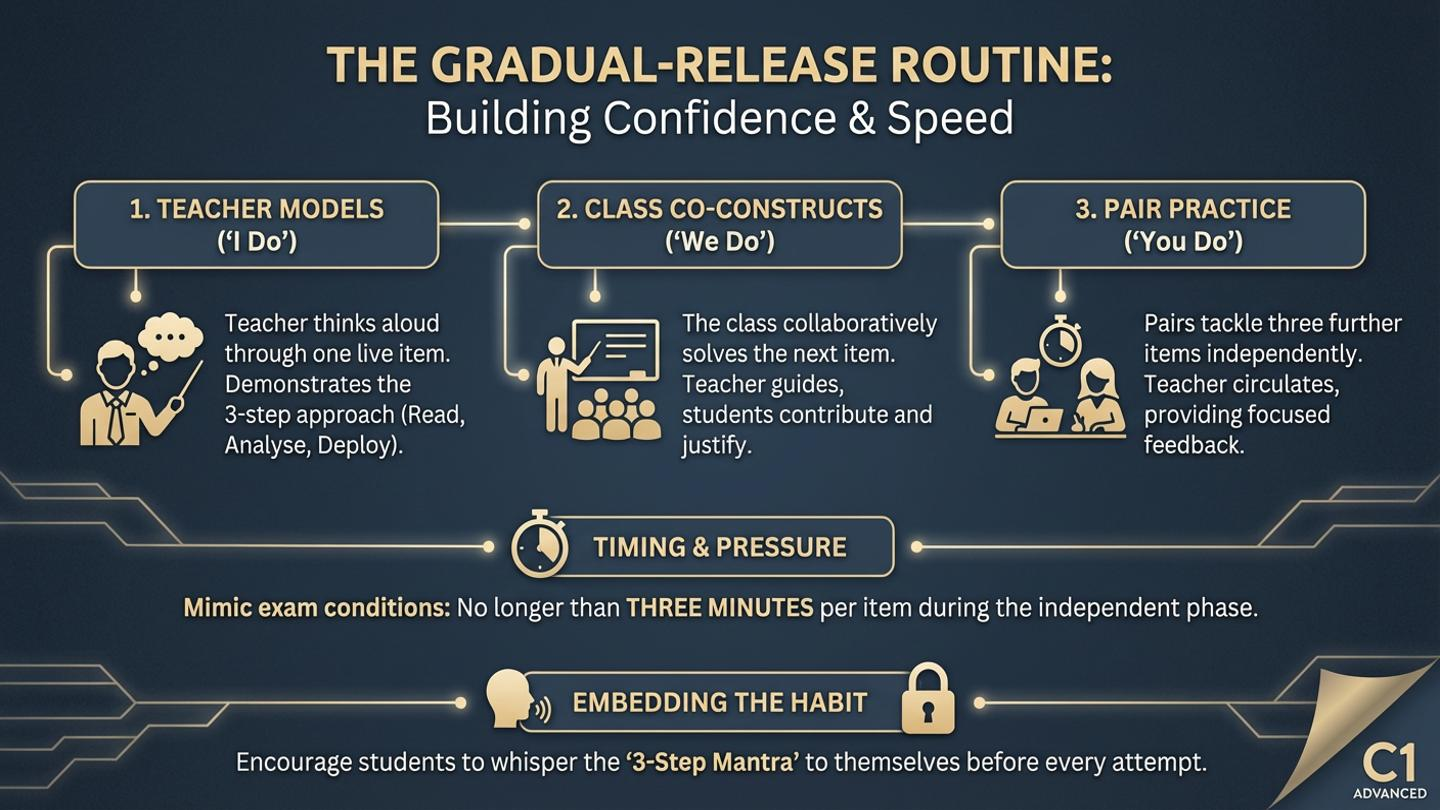 THE GRADUAL-RELEASE ROUTINE:
Building Confidence & Speed
1. TEACHER MODELS
(‘I Do’)
Teacher thinks aloud
through one live item.
Demonstrates the
3-step approach (Read,
Analyse, Deploy).
2. CLASS CO-CONSTRUCTS
(‘We Do’)
The class collaboratively
solves the next item.
Teacher guides,
students contribute and
justify.
3. PAIR PRACTICE
(‘You Do’)
Pairs tackle three further
items independently.
Teacher circulates,
providing focused
feedback.
TIMING & PRESSURE
Mimic exam conditions: No longer than THREE MINUTES per item during the independent phase.
EMBEDDING THE HABIT
Encourage students to whisper the ‘3-Step Mantra’ to themselves before every attempt.
C1
ADVANCED